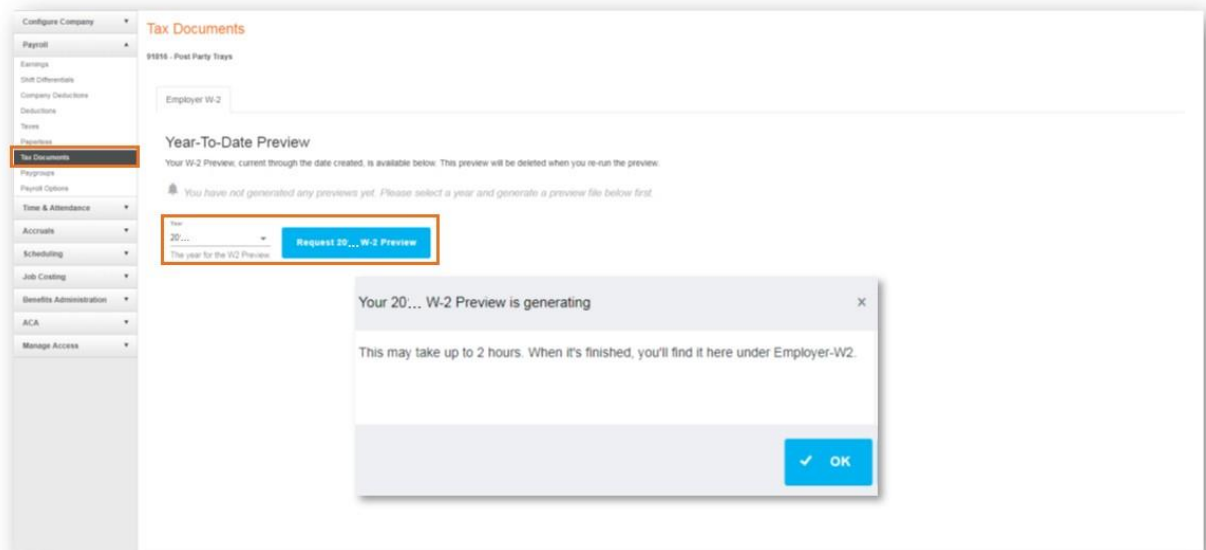 Configure Company
Payroll
Earnings
Shift Differentials
Company Deductions
Deductions
Taxes
Paperless
Tax Documents
Paygroups
Payroll Options
Time & Attendance
Accruals
Scheduling
Job Costing
Benefits Administration
ACA
Manage Access
Tax Documents
91816 - Post Party Trays
Employer W-2
Year-To-Date Preview
Your W-2 Preview, current through the date created, is available below. This preview will be deleted when you re-run the preview.
You have not generated any previews yet. Please select a year and generate a preview file below first.
Year
20'...
The year for the W2 Preview
Request 20'... W-2 Preview
Your 20'... W-2 Preview is generating
×
This may take up to 2 hours. When it's finished, you'll find it here under Employer-W2.
OK